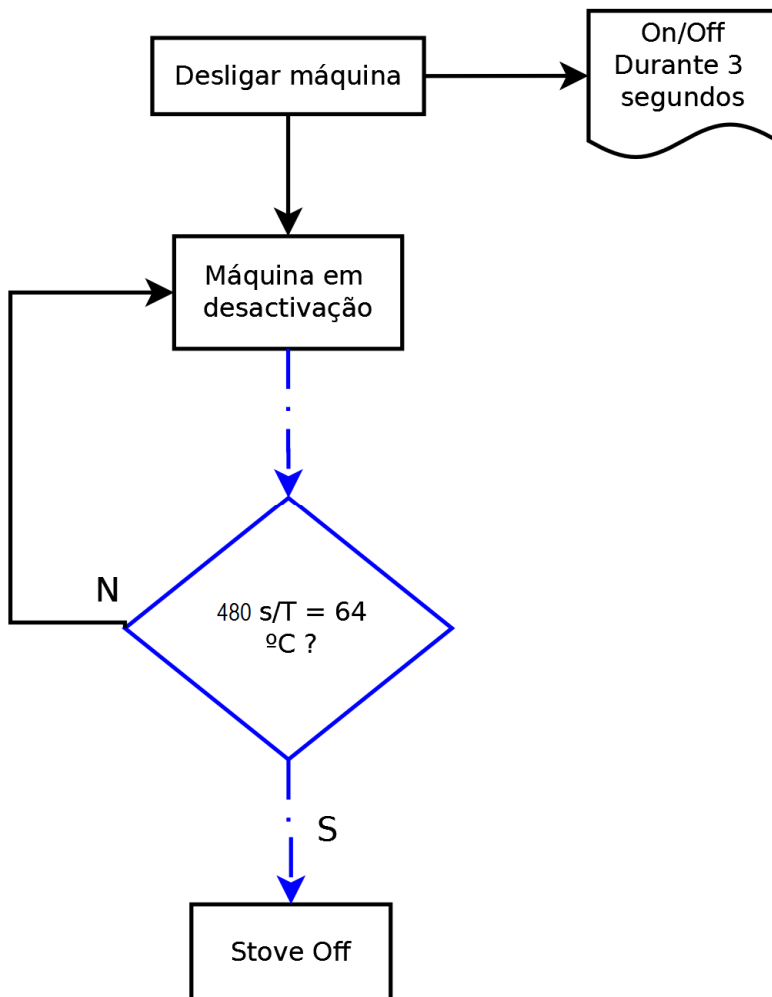 Desligar máquina
On/Off
Durante 3
segundos
Máquina em
desactivação
N
480 s/T = 64
ºC ?
S
Stove Off